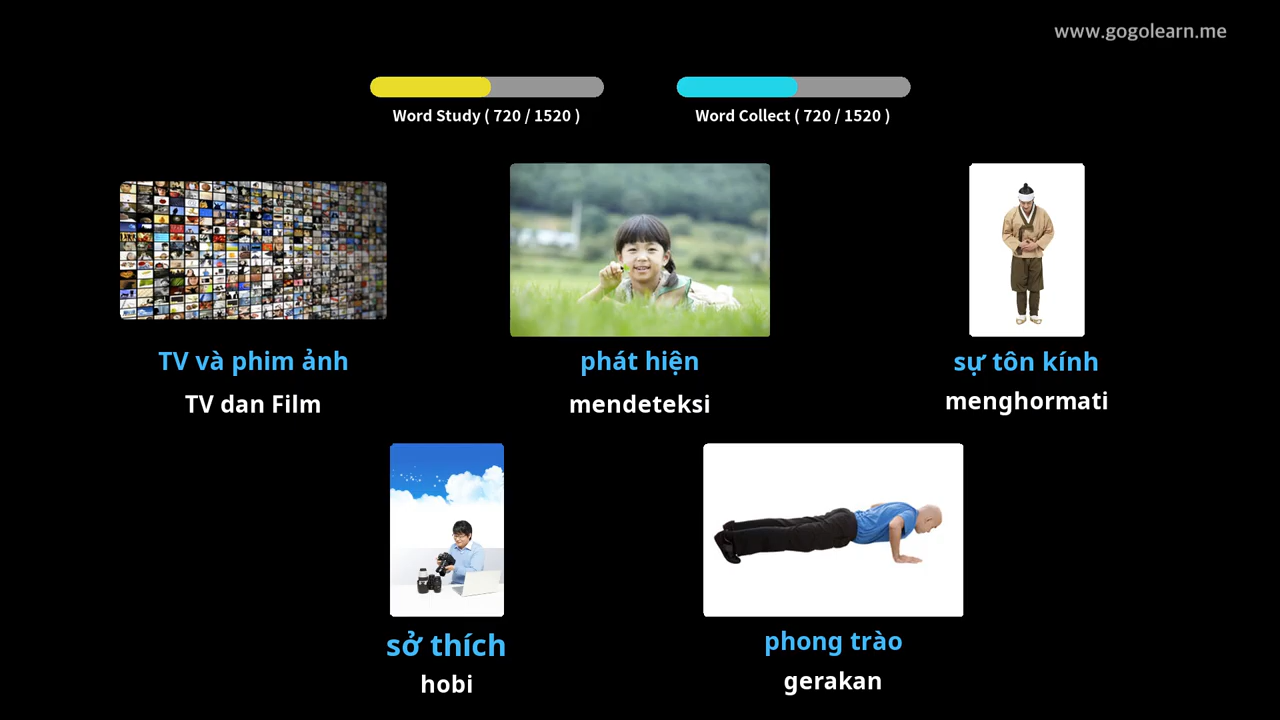 www.gogolearn.me
Word Study ( 720 / 1520 )
Word Collect ( 720 / 1520 )
TV và phim ảnh
TV dan Film
phát hiện
mendeteksi
sự tôn kính
menghormati
sở thích
hobi
phong trào
gerakan